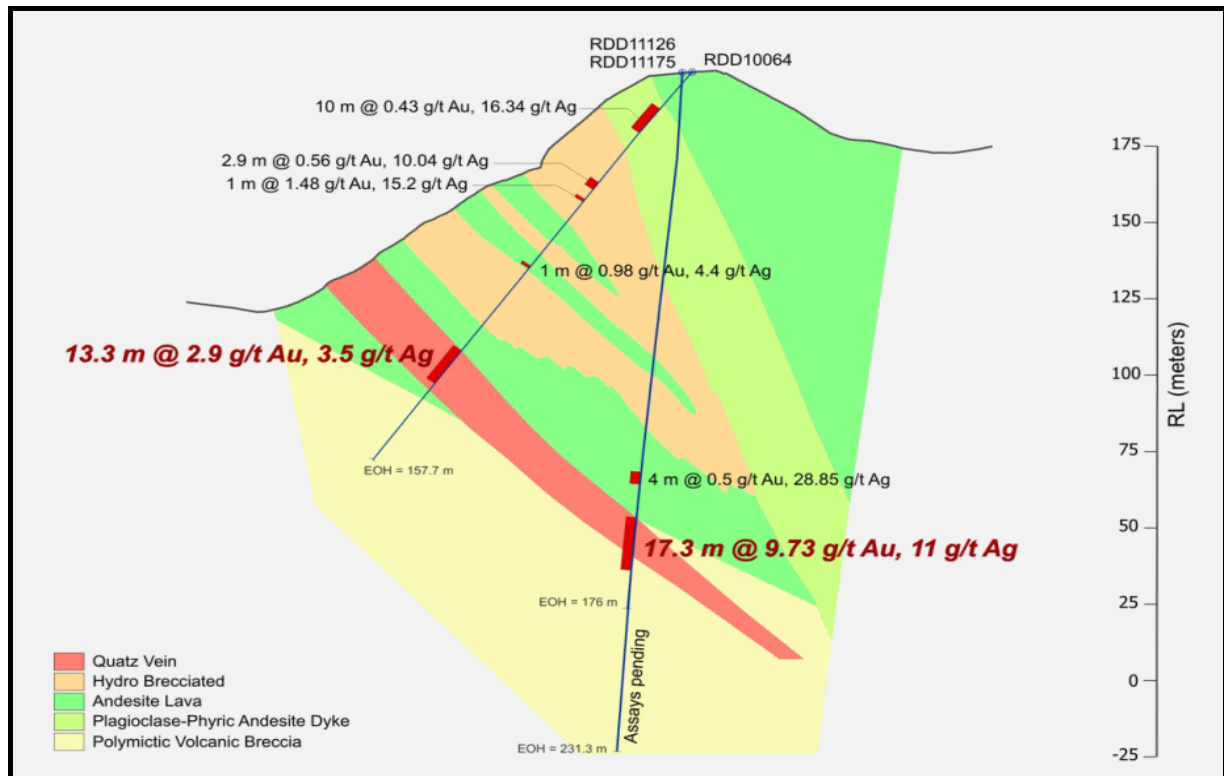 RDD11126
RDD11175
RDD10064
10 m @ 0.43 g/t Au, 16.34 g/t Ag
2.9 m @ 0.56 g/t Au, 10.04 g/t Ag
1 m @ 1.48 g/t Au, 15.2 g/t Ag
1 m @ 0.98 g/t Au, 4.4 g/t Ag
13.3 m @ 2.9 g/t Au, 3.5 g/t Ag
EOH = 157.7 m
4 m @ 0.5 g/t Au, 28.85 g/t Ag
17.3 m @ 9.73 g/t Au, 11 g/t Ag
EOH = 176 m
Assays pending
EOH = 231.3 m
175
150
125
100
75
50
25
0
-25
RL (meters)
Quatz Vein
Hydro Brecciated
Andesite Lava
Plagioclase-Phyric Andesite Dyke
Polymictic Volcanic Breccia